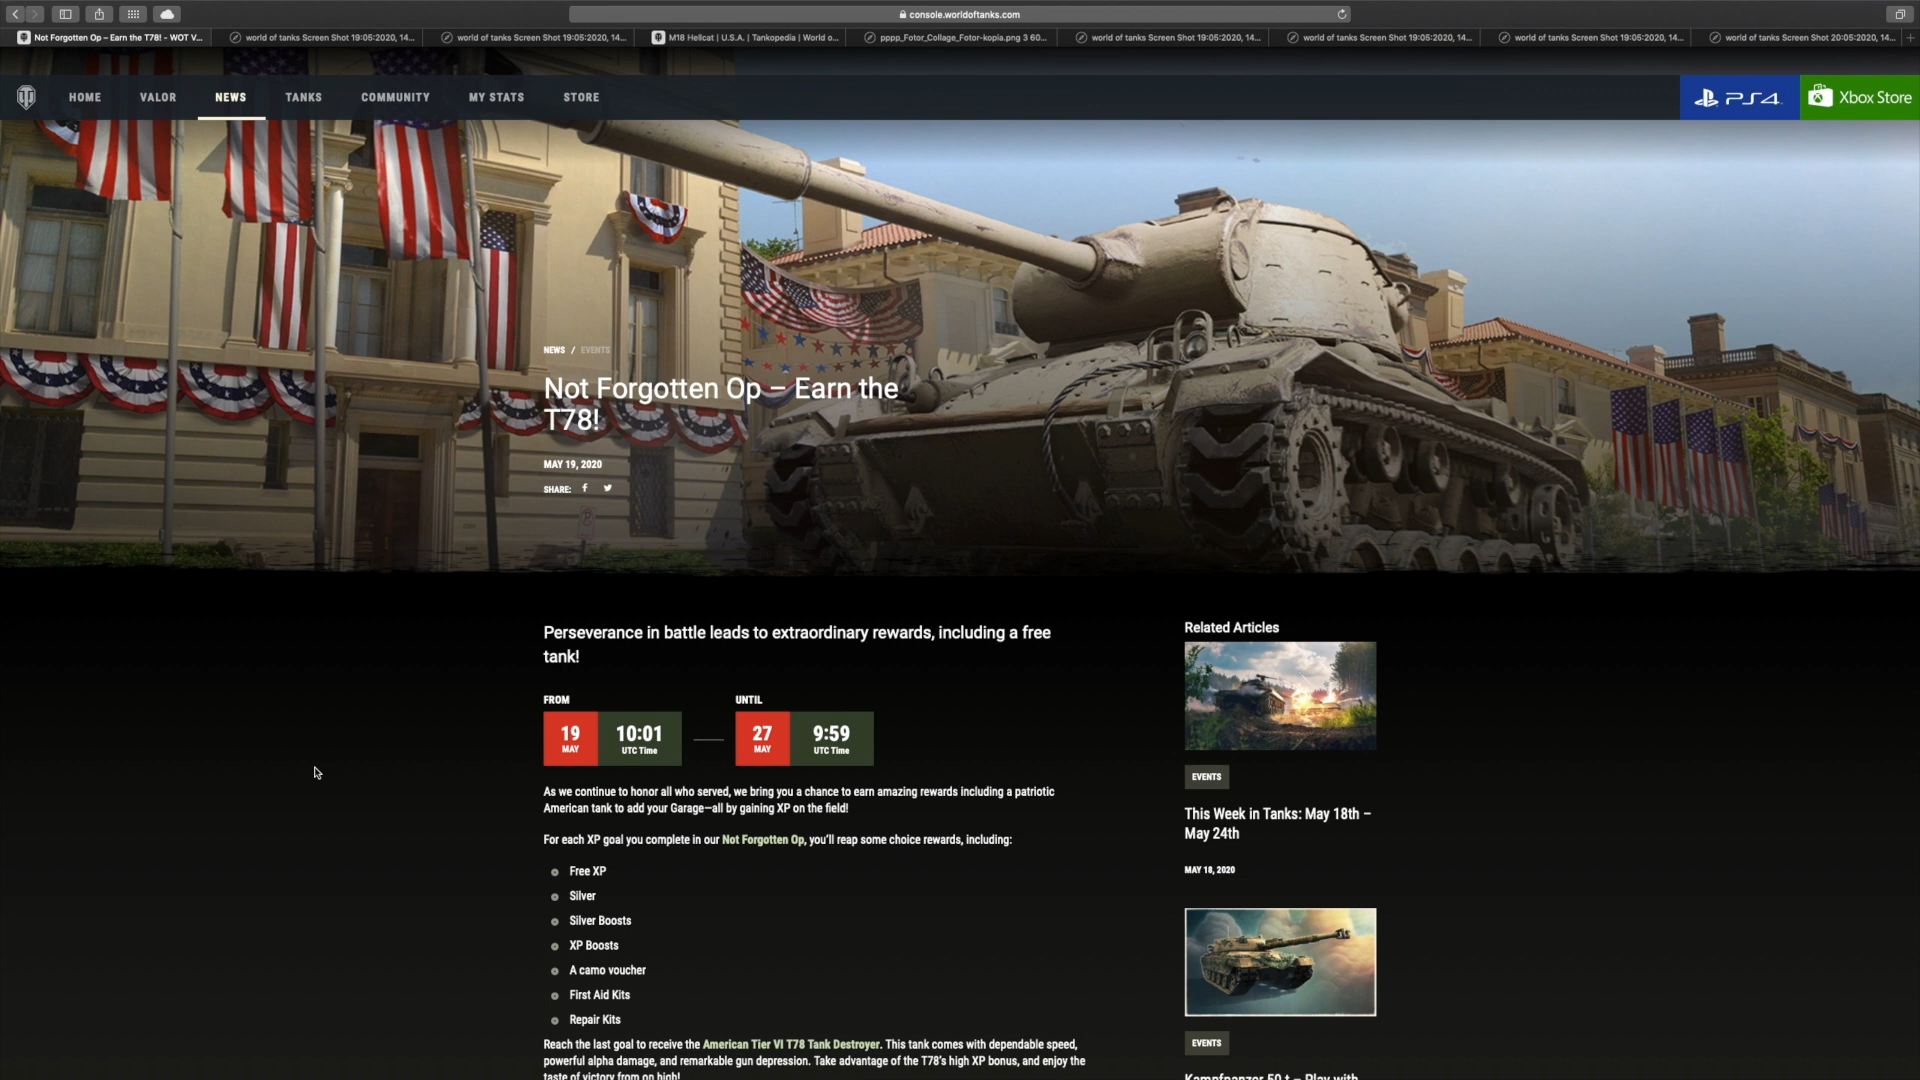 console.worldoftanks.com
Not Forgotten Op – Earn the T78! - WOT V...
world of tanks Screen Shot 19:05:2020, 14...
world of tanks Screen Shot 19:05:2020, 14...
M18 Hellcat | U.S.A. | Tankopedia | World o...
pppp_Fotor_Collage_Fotor-kopia.png 3 60...
world of tanks Screen Shot 19:05:2020, 14...
world of tanks Screen Shot 19:05:2020, 14...
world of tanks Screen Shot 19:05:2020, 14...
world of tanks Screen Shot 20:05:2020, 14...
HOME
VALOR
NEWS
TANKS
COMMUNITY
MY STATS
STORE
PS4
Xbox Store
NEWS / EVENTS
Not Forgotten Op – Earn the
T78!
MAY 19, 2020
SHARE:
Perseverance in battle leads to extraordinary rewards, including a free
tank!
FROM
19
MAY
10:01
UTC Time
UNTIL
27
MAY
9:59
UTC Time
As we continue to honor all who served, we bring you a chance to earn amazing rewards including a patriotic
American tank to add your Garage—all by gaining XP on the field!
For each XP goal you complete in our Not Forgotten Op, you'll reap some choice rewards, including:
Free XP
Silver
Silver Boosts
XP Boosts
A camo voucher
First Aid Kits
Repair Kits
Reach the last goal to receive the American Tier VI T78 Tank Destroyer. This tank comes with dependable speed,
powerful alpha damage, and remarkable gun depression. Take advantage of the T78's high XP bonus, and enjoy the
taste of victory from on high!
Related Articles
EVENTS
This Week in Tanks: May 18th –
May 24th
MAY 18, 2020
EVENTS
Kampfpanzer 50 t – Play with